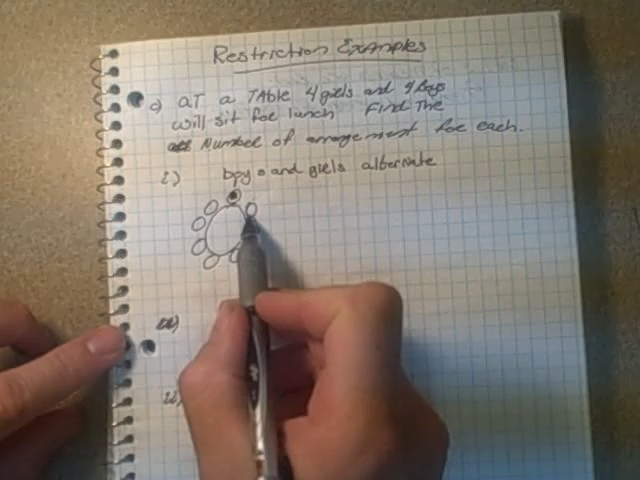 Restriction Examples
c) aT a TAble 4 girls and 4 boys
will sit for lunch Find The
Number of arrangement for each.
i) boys and girls alternate
ii)